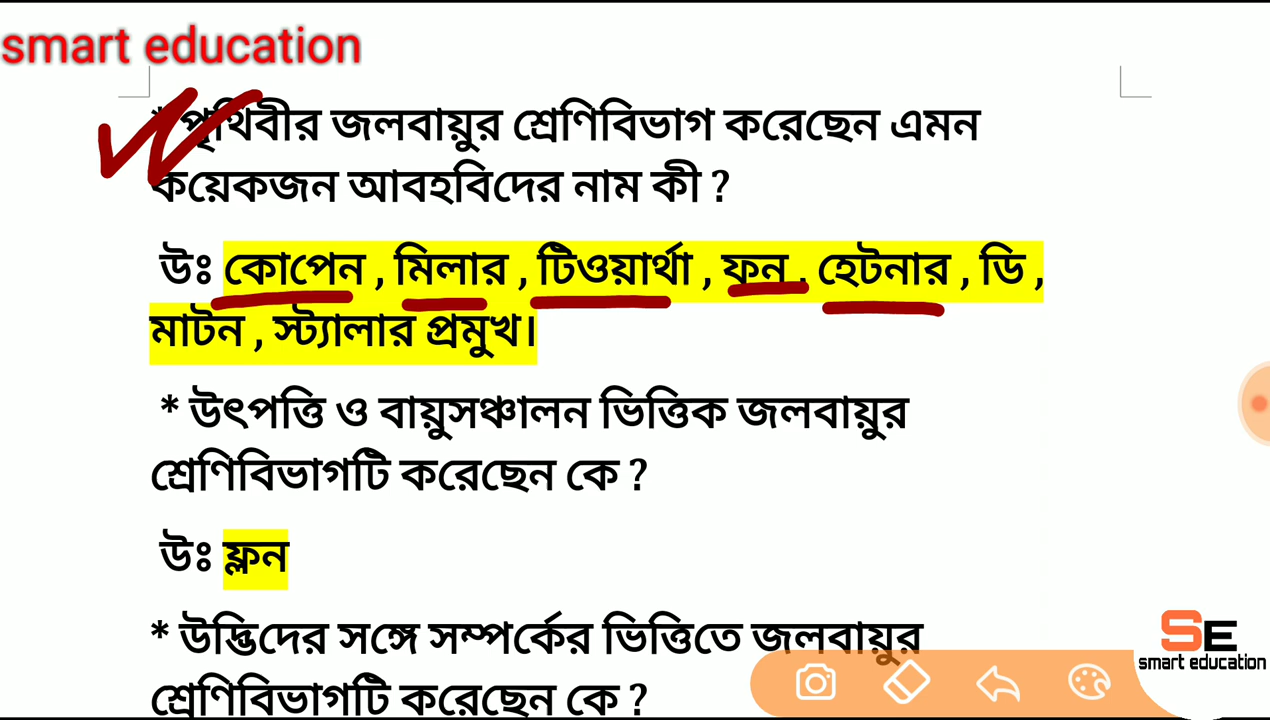 smart education
* পৃথিবীর জলবায়ুর শ্রেণিবিভাগ করেছেন এমন
কয়েকজন আবহবিদের নাম কী ?
উঃ কোপেন , মিলার , টিওয়ার্থা , ফন , হেটনার , ডি ,
মাটন , স্ট্যালার প্রমুখ।
* উৎপত্তি ও বায়ুসঞ্চালন ভিত্তিক জলবায়ুর
শ্রেণিবিভাগটি করেছেন কে ?
উঃ ফ্লন
* উদ্ভিদের সঙ্গে সম্পর্কের ভিত্তিতে জলবায়ুর
শ্রেণিবিভাগটি করেছেন কে ?
SE
smart education